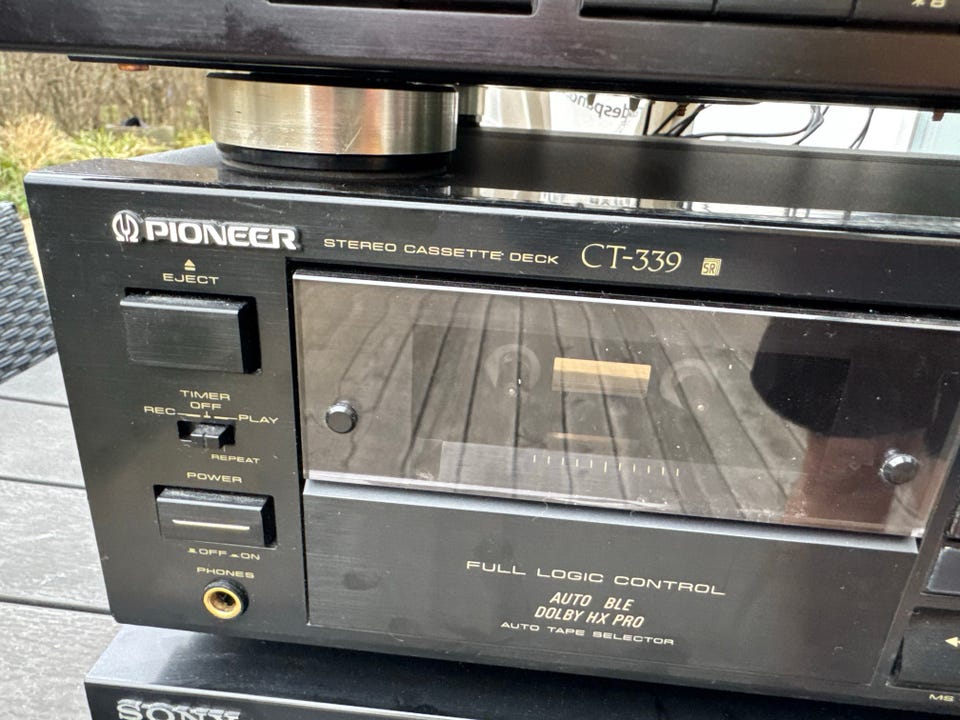 despano
PIONEER
STEREO CASSETTE DECK CT-339 SR
EJECT
TIMER
OFF
REC PLAY
REPEAT
POWER
OFF ON
PHONES
FULL LOGIC CONTROL
AUTO BLE
DOLBY HX PRO
AUTO TAPE SELECTOR
MS
SONY